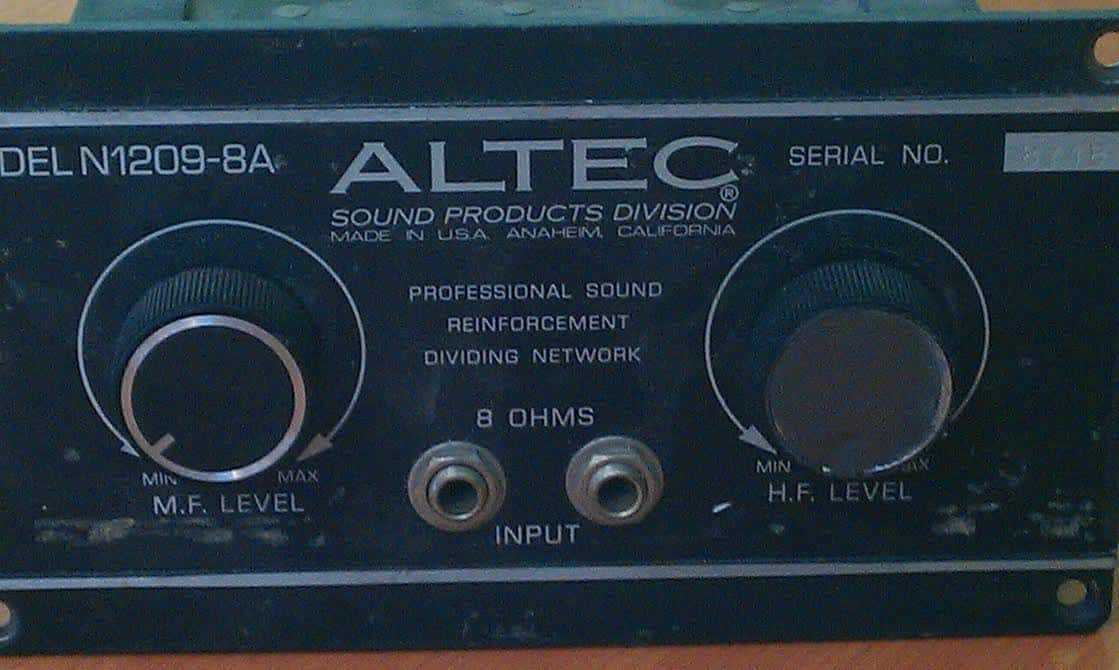 DEL N1209-8A
ALTEC®
SERIAL NO.
SOUND PRODUCTS DIVISION
MADE IN U.S.A. ANAHEIM, CALIFORNIA
PROFESSIONAL SOUND
REINFORCEMENT
DIVIDING NETWORK
8 OHMS
MIN MAX
M.F. LEVEL
INPUT
MIN AX
H.F. LEVEL